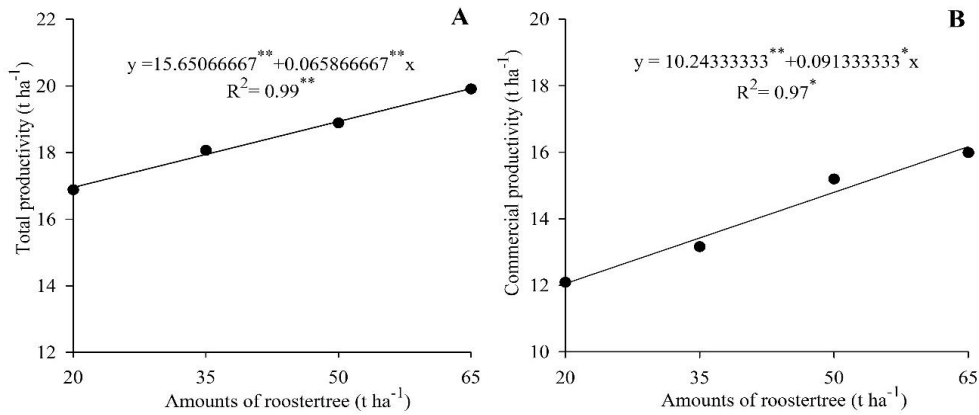 A
y =15.65066667**+0.065866667**x
R²= 0.99**
Total productivity (t ha⁻¹)
22
20
18
16
14
12
20 35 50 65
Amounts of roostertree (t ha⁻¹)
B
y = 10.24333333**+0.091333333*x
R²= 0.97*
Commercial productivity (t ha⁻¹)
20
18
16
14
12
10
20 35 50 65
Amounts of roostertree (t ha⁻¹)